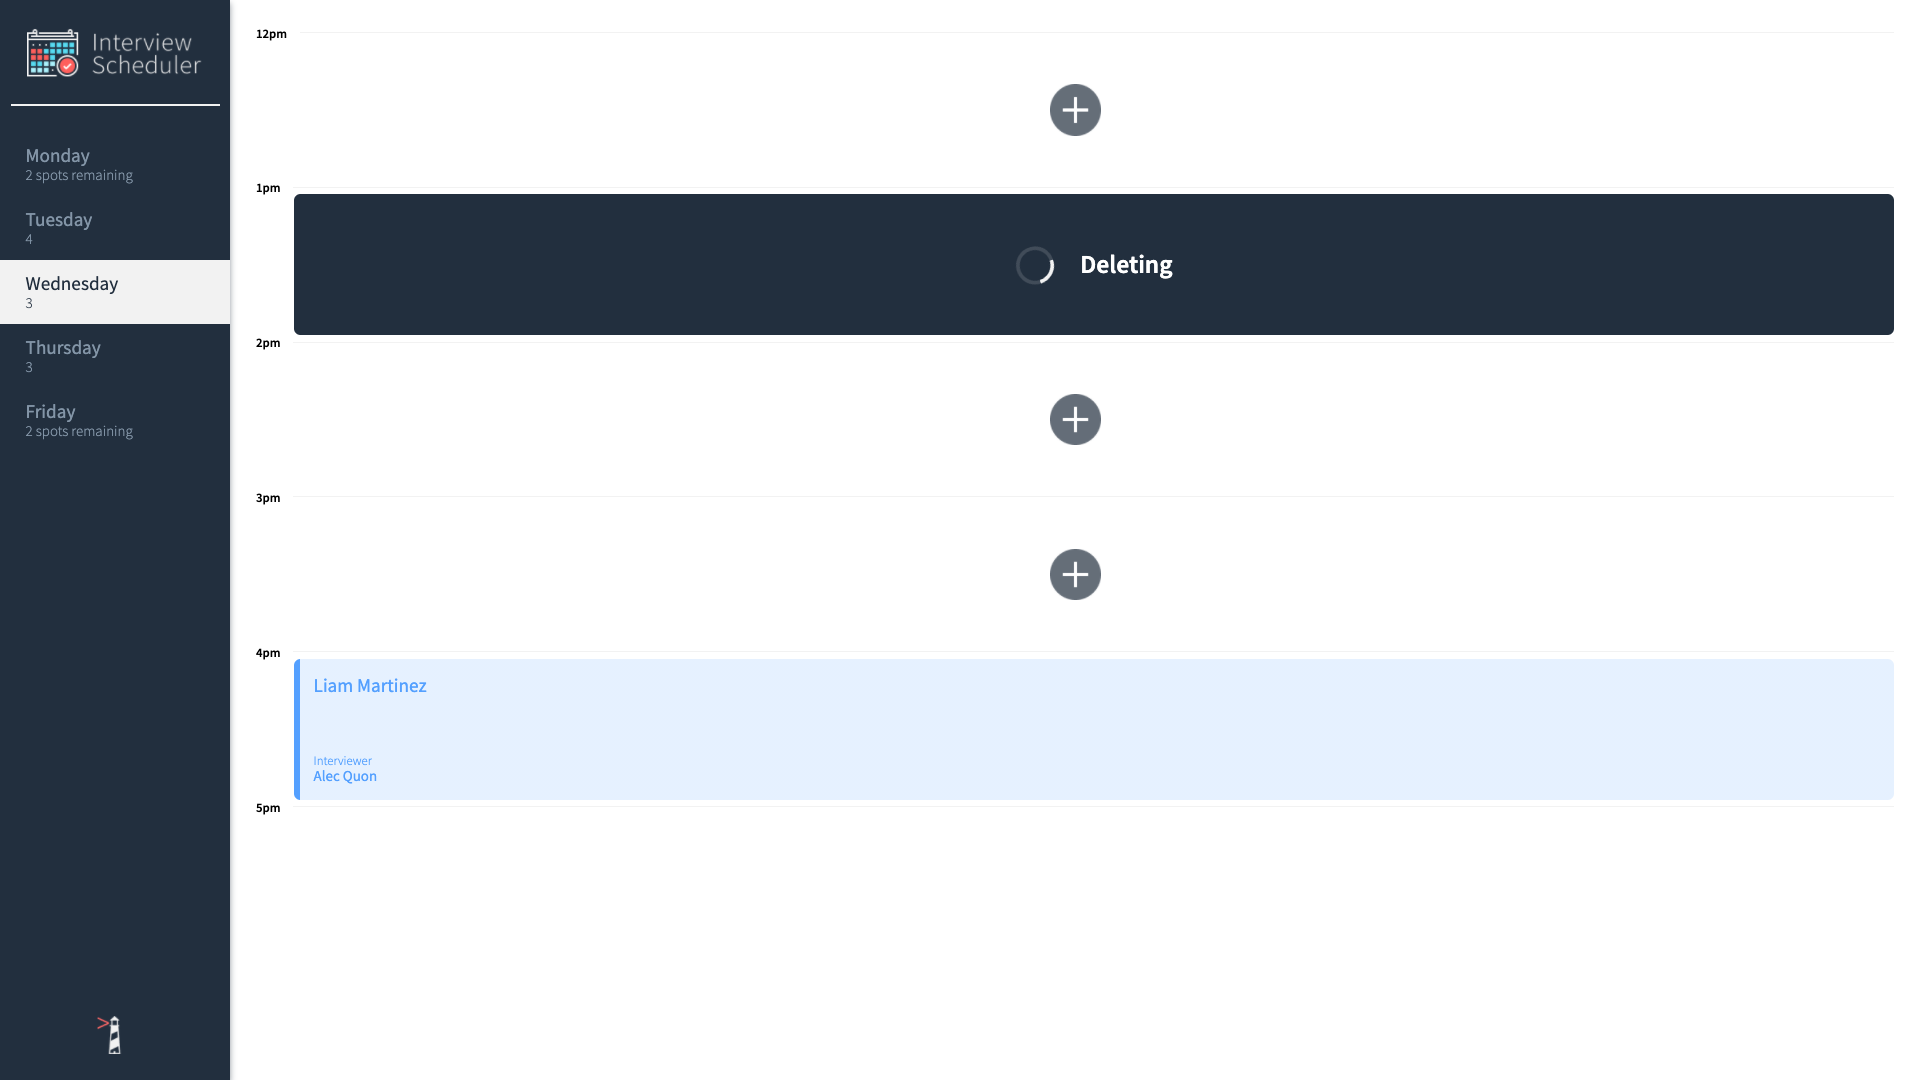 Interview
Scheduler
Monday
2 spots remaining
Tuesday
4
Wednesday
3
Thursday
3
Friday
2 spots remaining
12pm
1pm
Deleting
2pm
3pm
4pm
Liam Martinez
Interviewer
Alec Quon
5pm